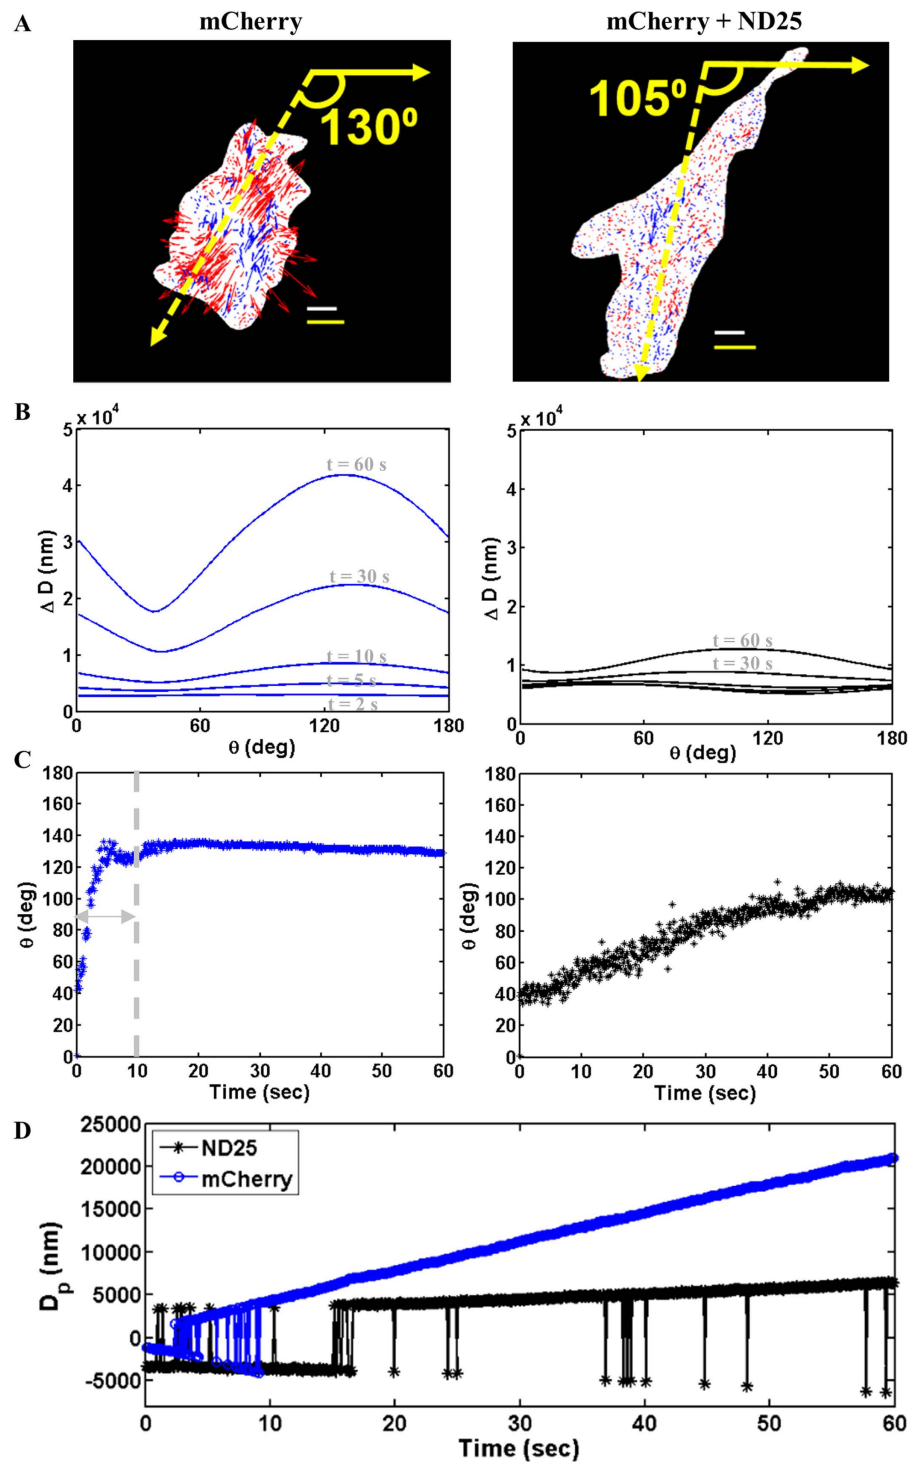 A
mCherry
mCherry + ND25
130⁰
105⁰
B
x 10⁴
5
4
3
2
1
0
Δ D (nm)
t = 60 s
t = 30 s
t = 10 s
t = 5 s
t = 2 s
0 60 120 180
θ (deg)
x 10⁴
5
4
3
2
1
0
Δ D (nm)
t = 60 s
t = 30 s
0 60 120 180
θ (deg)
C
180
160
140
120
100
80
60
40
20
0
θ (deg)
0 10 20 30 40 50 60
Time (sec)
180
160
140
120
100
80
60
40
20
0
θ (deg)
0 10 20 30 40 50 60
Time (sec)
D
25000
20000
15000
10000
5000
0
-5000
Dₚ (nm)
ND25
mCherry
0 10 20 30 40 50 60
Time (sec)